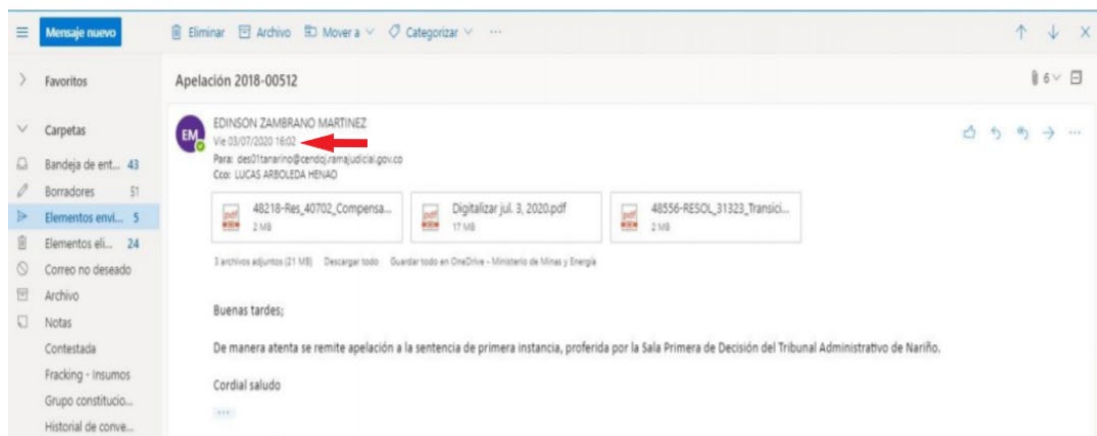 Mensaje nuevo
Eliminar Archivo Mover a Categorizar ...
Favoritos
Apelación 2018-00512
6
Carpetas
EM
EDINSON ZAMBRANO MARTINEZ
Vie 03/07/2020 16:02
Para: des01tanarino@cendoj.ramajudicial.gov.co
Cco: LUCAS ARBOLEDA HENAO
Bandeja de ent... 43
Borradores 51
Elementos envi... 5
Elementos eli... 24
Correo no deseado
Archivo
Notas
Contestada
Fracking - Insumos
Grupo constitucio...
Historial de conve...
pdf
48218-Res_40702_Compensa...
2 MB
pdf
Digitalizar jul. 3, 2020.pdf
17 MB
pdf
48556-RESOL_31323_Transici...
2 MB
3 archivos adjuntos (21 MB) Descargar todo Guardar todo en OneDrive - Ministerio de Minas y Energía
Buenas tardes;
De manera atenta se remite apelación a la sentencia de primera instancia, proferida por la Sala Primera de Decisión del Tribunal Administrativo de Nariño.
Cordial saludo
...